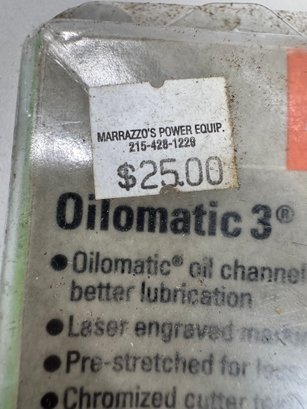 MARRAZZO'S POWER EQUIP.
215-428-1229
$25.00
Oilomatic 3®
● Oilomatic® oil channel
better lubrication
● Laser engraved
● Pre-stretched for
● Chromized cutter